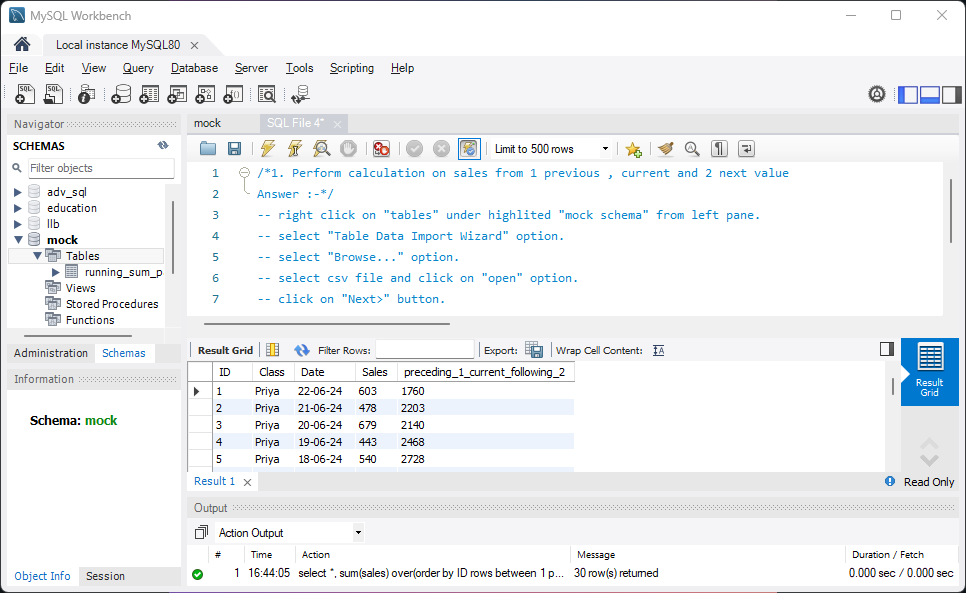 MySQL Workbench
Local instance MySQL80
File Edit View Query Database Server Tools Scripting Help
Navigator
SCHEMAS
Filter objects
adv_sql
education
llb
mock
Tables
running_sum_p
Views
Stored Procedures
Functions
Administration Schemas
Information
Schema: mock
Object Info Session
mock SQL File 4*
Limit to 500 rows
1 /*1. Perform calculation on sales from 1 previous , current and 2 next value
2 Answer :-*/
3 -- right click on "tables" under highlited "mock schema" from left pane.
4 -- select "Table Data Import Wizard" option.
5 -- select "Browse..." option.
6 -- select csv file and click on "open" option.
7 -- click on "Next>" button.
Result Grid Filter Rows: Export: Wrap Cell Content:
ID Class Date Sales preceding_1_current_following_2
1 Priya 22-06-24 603 1760
2 Priya 21-06-24 478 2203
3 Priya 20-06-24 679 2140
4 Priya 19-06-24 443 2468
5 Priya 18-06-24 540 2728
Result
Grid
Result 1
Read Only
Output
Action Output
# Time Action Message Duration / Fetch
1 16:44:05 select *, sum(sales) over(order by ID rows between 1 p... 30 row(s) returned 0.000 sec / 0.000 sec